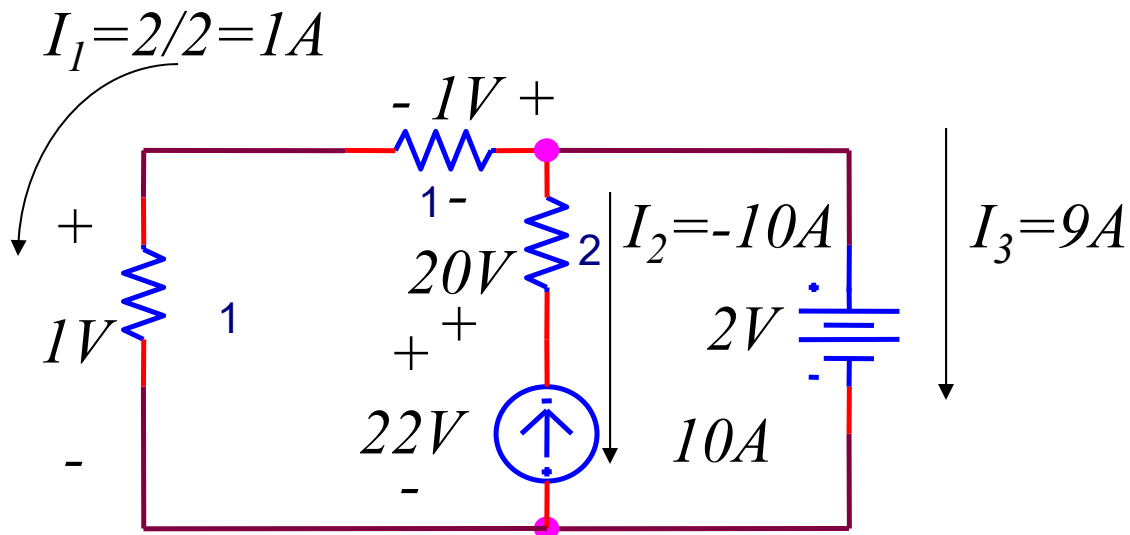 I1=2/2=1A
- 1V +
+
1
-
I2=-10A
I3=9A
20V
2
+
1V
1
+
+
2V
-
22V
10A
-
+
-
-